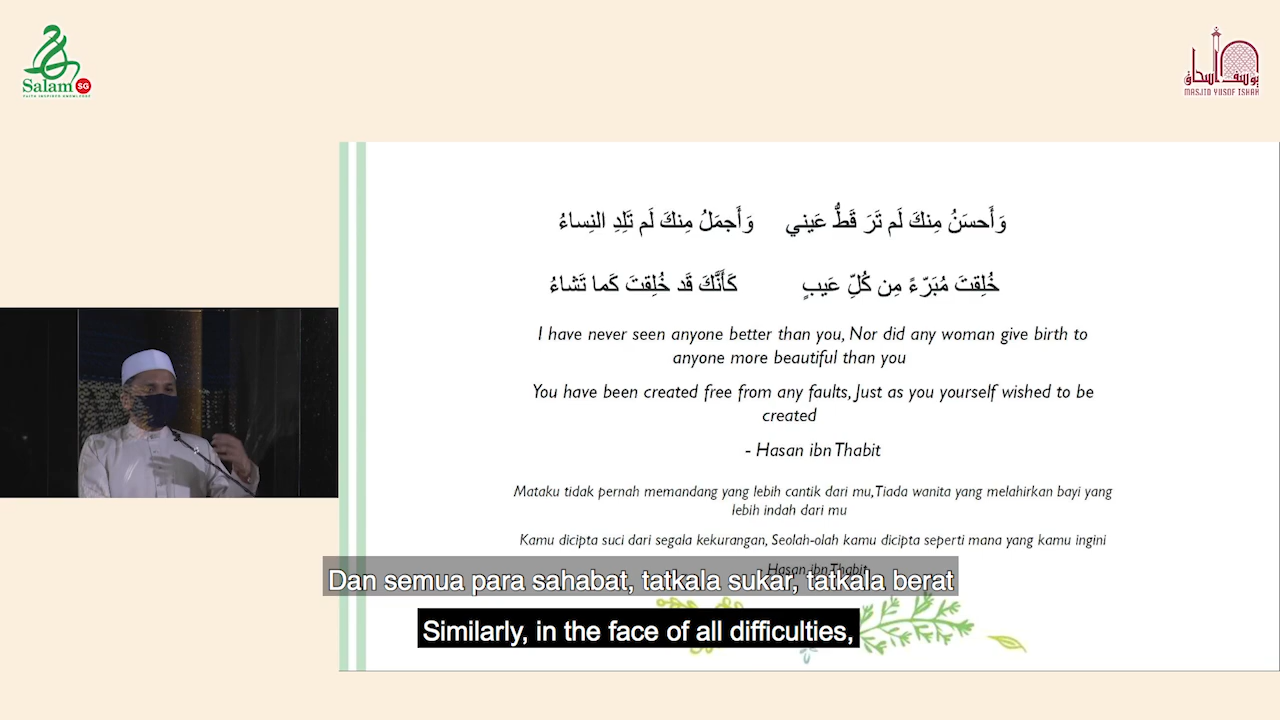 Salam SG
FAITH INSPIRED KNOWLEDGE
يوسف اسحاق
MASJID YUSOF ISHAK
وَأَحسَنُ مِنكَ لَم تَرَ قَطُّ عَيني وَأَجمَلُ مِنكَ لَم تَلِدِ النِساءُ
خُلِقتَ مُبَرَّءً مِن كُلِّ عَيبٍ كَأَنَّكَ قَد خُلِقتَ كَما تَشاءُ
I have never seen anyone better than you, Nor did any woman give birth to
anyone more beautiful than you
You have been created free from any faults, Just as you yourself wished to be
created
- Hasan ibn Thabit
Mataku tidak pernah memandang yang lebih cantik dari mu, Tiada wanita yang melahirkan bayi yang
lebih indah dari mu
Kamu dicipta suci dari segala kekurangan, Seolah-olah kamu dicipta seperti mana yang kamu ingini
- Hasan ibn Thabit
Dan semua para sahabat, tatkala sukar, tatkala berat
Similarly, in the face of all difficulties,